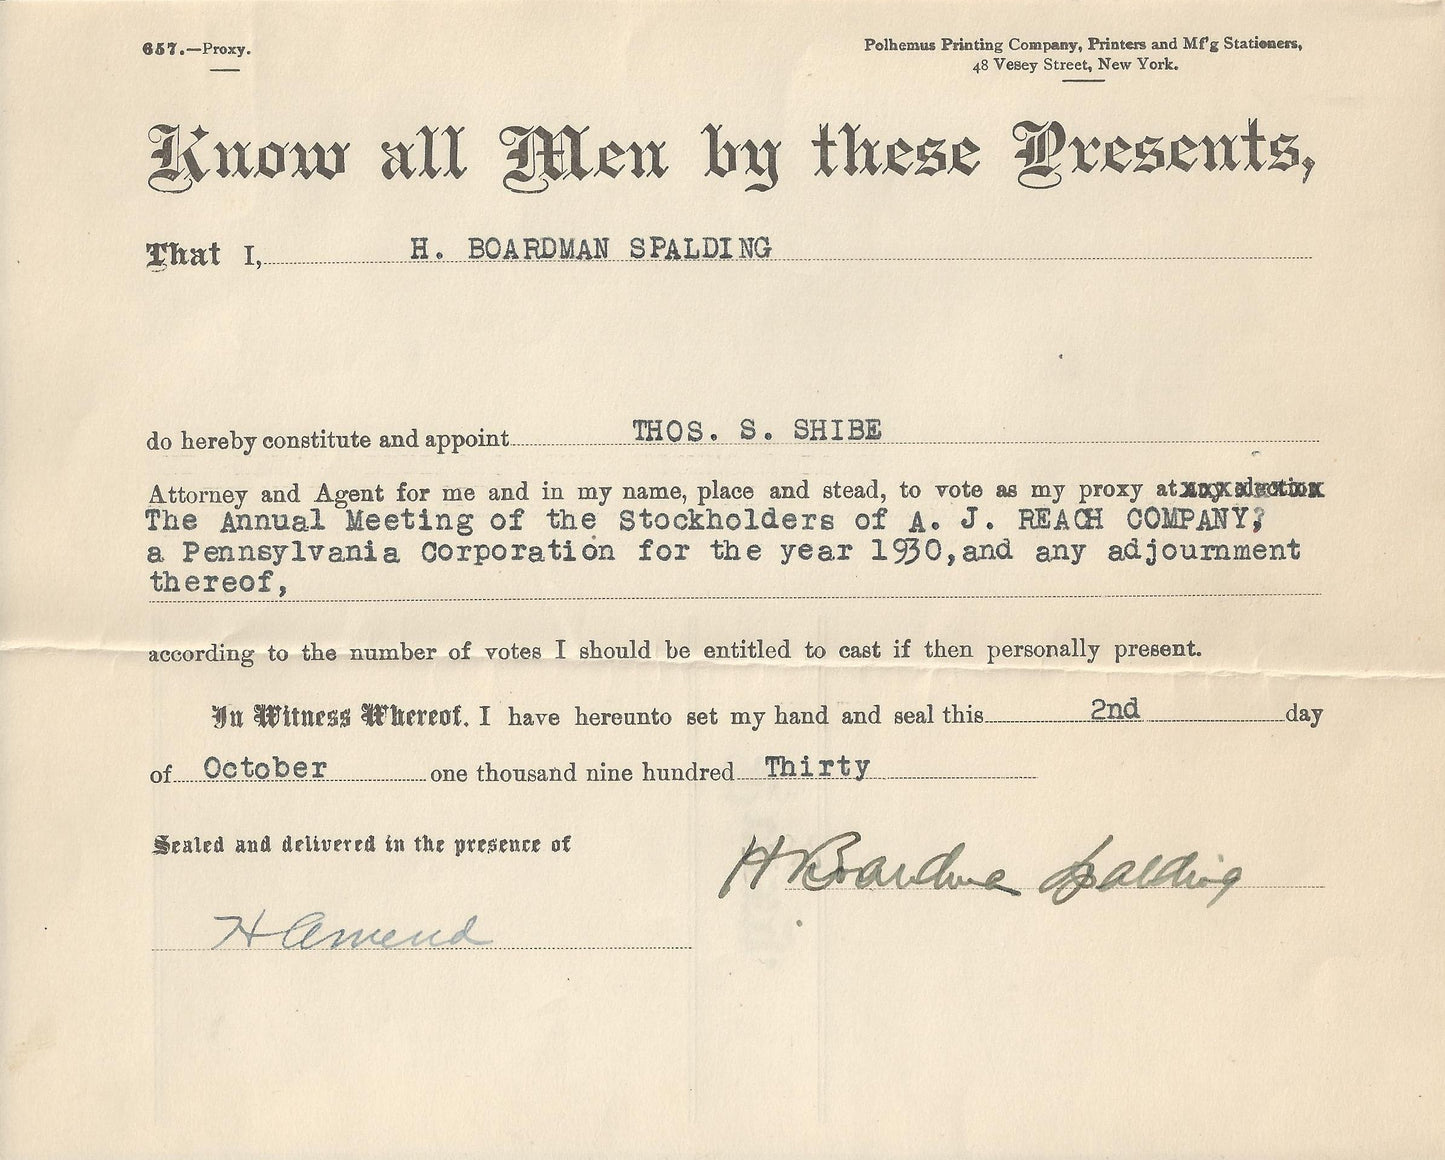 657.—Proxy.
Polhemus Printing Company, Printers and Mf'g Stationers,
48 Vesey Street, New York.
Know all Men by these Presents,
That I, H. BOARDMAN SPALDING
do hereby constitute and appoint THOS. S. SHIBE
Attorney and Agent for me and in my name, place and stead, to vote as my proxy at any election
The Annual Meeting of the Stockholders of A. J. REACH COMPANY,
a Pennsylvania Corporation for the year 1930,and any adjournment
thereof,
according to the number of votes I should be entitled to cast if then personally present.
In Witness Whereof, I have hereunto set my hand and seal this 2nd day
of October one thousand nine hundred Thirty
Sealed and delivered in the presence of
H Boardman Spalding
H Amend